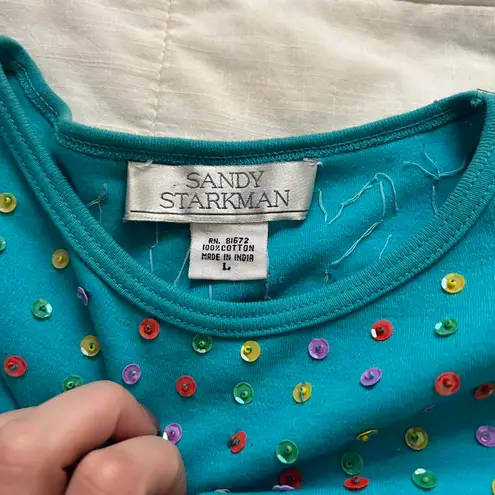 SANDY
STARKMAN
RN. 81672
100% COTTON
MADE IN INDIA
L